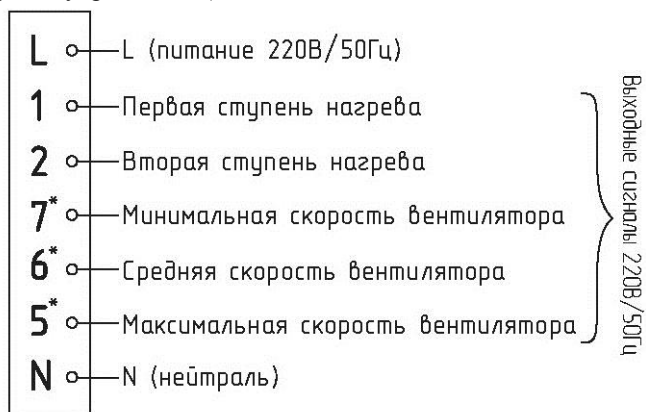 L L (питание 220В/50Гц)
1 Первая ступень нагрева
2 Вторая ступень нагрева
7* Минимальная скорость вентилятора
6* Средняя скорость вентилятора
5* Максимальная скорость вентилятора
N N (нейтраль)
Выходные сигналы 220В/50Гц